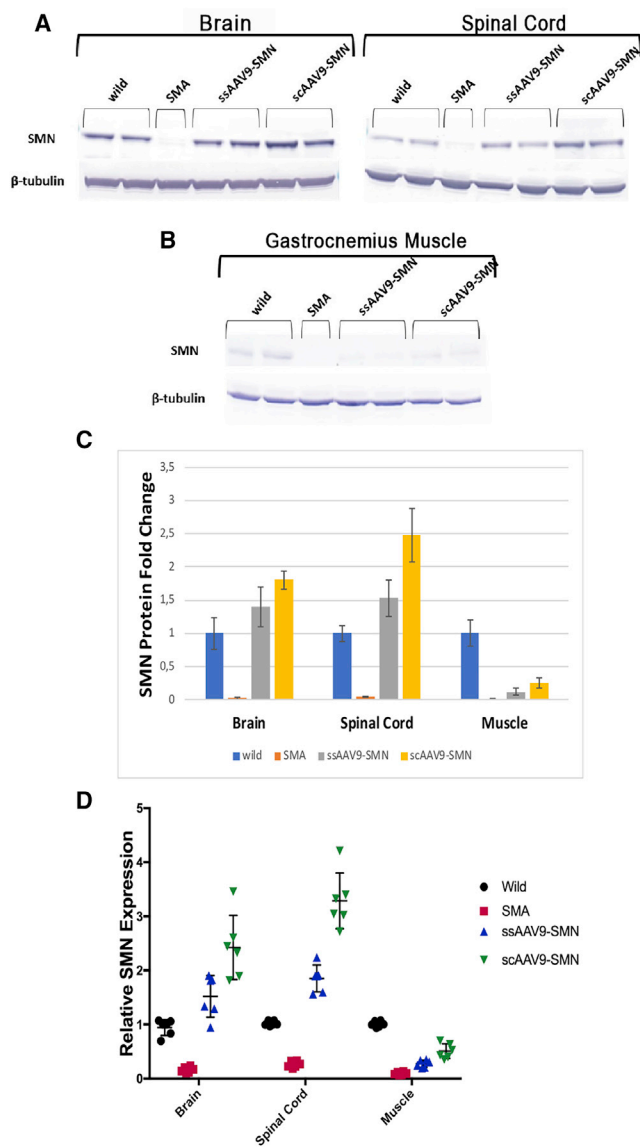 A
Brain
Spinal Cord
wild
SMA
ssAAV9-SMN
scAAV9-SMN
wild
SMA
ssAAV9-SMN
scAAV9-SMN
SMN
β-tubulin
B
Gastrocnemius Muscle
wild
SMA
ssAAV9-SMN
scAAV9-SMN
SMN
β-tubulin
C
SMN Protein Fold Change
3,5
3
2,5
2
1,5
1
0,5
0
Brain
Spinal Cord
Muscle
wild
SMA
ssAAV9-SMN
scAAV9-SMN
D
Relative SMN Expression
5
4
3
2
1
0
Brain
Spinal Cord
Muscle
Wild
SMA
ssAAV9-SMN
scAAV9-SMN